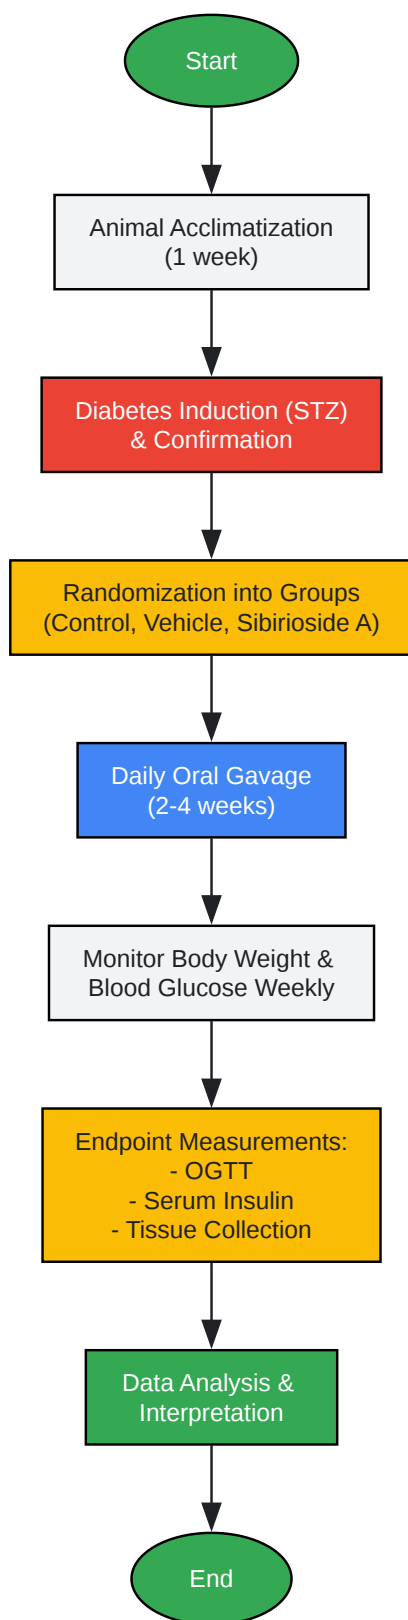 Start
Animal Acclimatization
(1 week)
Diabetes Induction (STZ)
& Confirmation
Randomization into Groups
(Control, Vehicle, Sibirioside A)
Daily Oral Gavage
(2-4 weeks)
Monitor Body Weight &
Blood Glucose Weekly
Endpoint Measurements:
- OGTT
- Serum Insulin
- Tissue Collection
Data Analysis &
Interpretation
End